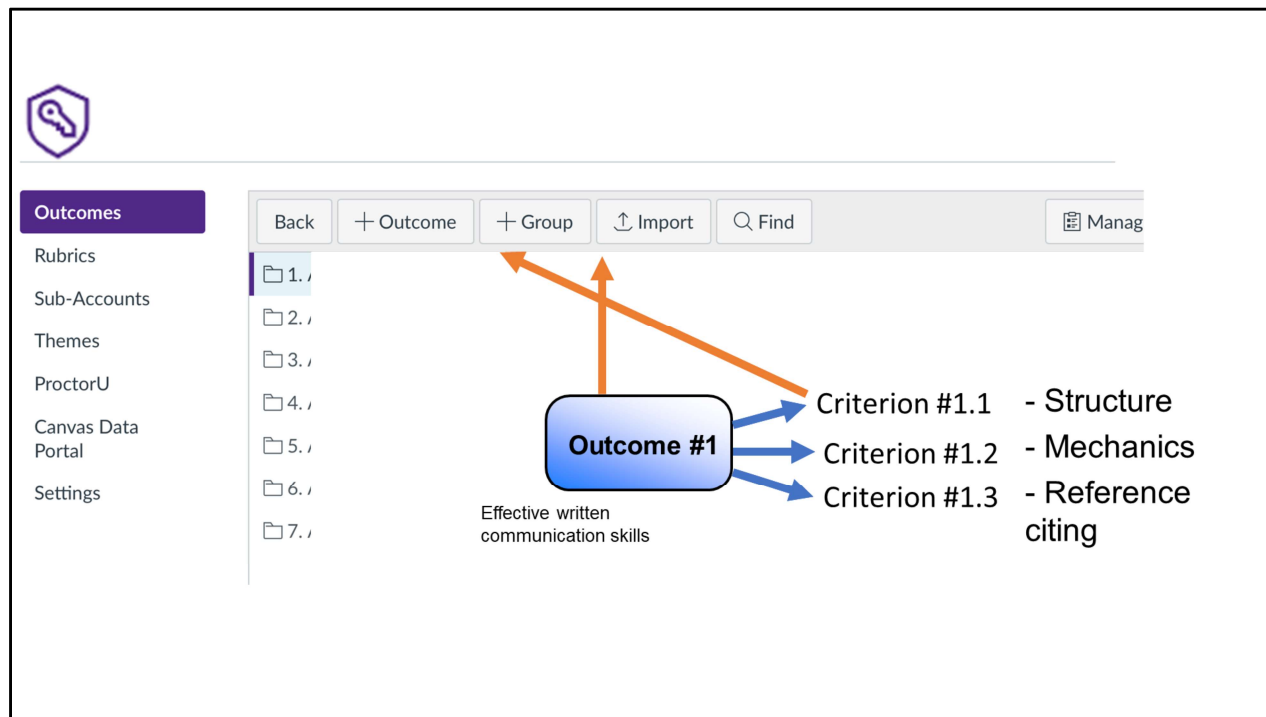 Outcomes
Rubrics
Sub-Accounts
Themes
ProctorU
Canvas Data
Portal
Settings
Back
+ Outcome
+ Group
Import
Find
Manag
1. A
2. A
3. A
4. A
5. A
6. A
7. A
Outcome #1
Effective written
communication skills
Criterion #1.1 - Structure
Criterion #1.2 - Mechanics
Criterion #1.3 - Reference
citing